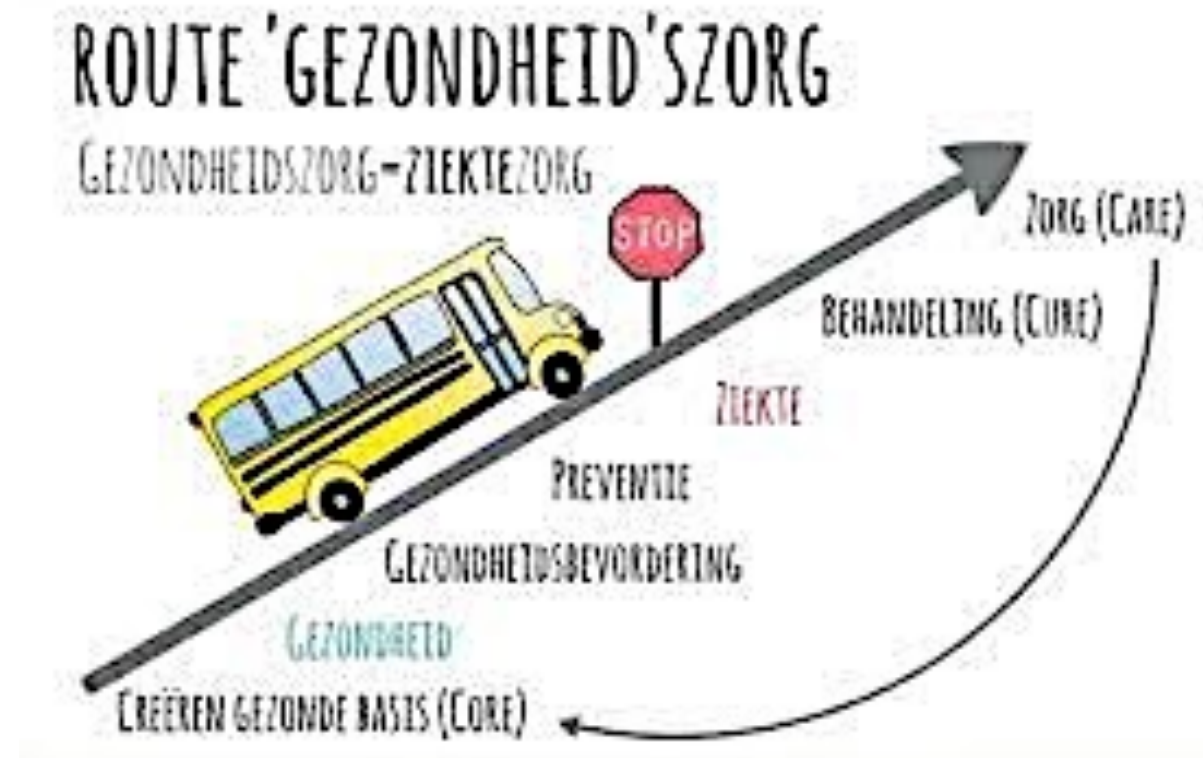 ROUTE 'GEZONDHEID'SZORG
GEZONDHEIDSZORG-ZIEKTEZORG
STOP
ZORG (CARE)
BEHANDELING (CURE)
ZIEKTE
PREVENTIE
GEZONDHEIDSBEVORDERING
GEZONDHEID
CREËREN GEZONDE BASIS (CORE)